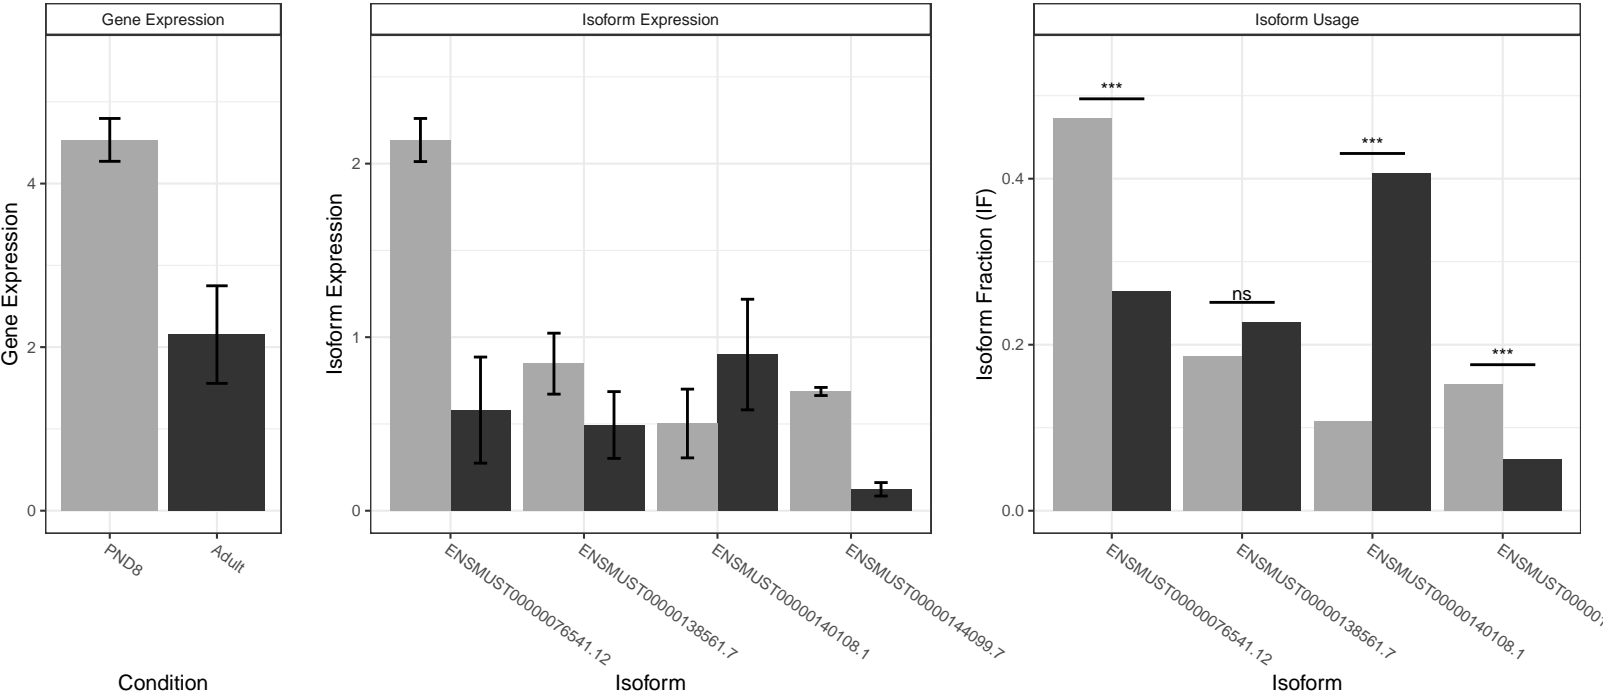 Gene Expression
Gene Expression
4
2
0
PND8
Adult
Condition
Isoform Expression
Isoform Expression
2
1
0
ENSMUST00000076541.12
ENSMUST00000138561.7
ENSMUST00000140108.1
ENSMUST00000144099.7
Isoform
Isoform Usage
Isoform Fraction (IF)
0.4
0.2
0.0
***
ns
***
***
ENSMUST00000076541.12
ENSMUST00000138561.7
ENSMUST00000140108.1
Isoform